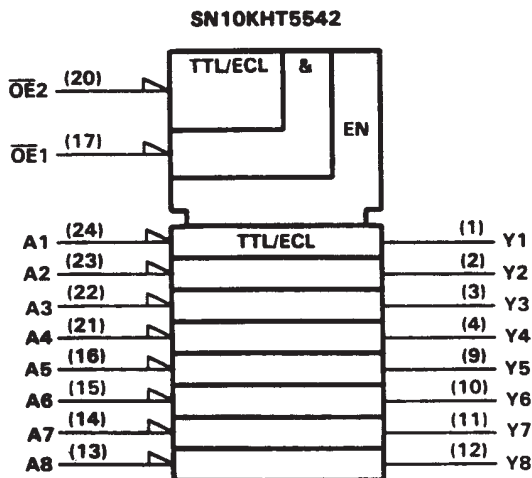 SN10KHT5542
TTL/ECL &
O̅E̅2 (20)
EN
O̅E̅1 (17)
A1 (24) TTL/ECL (1) Y1
A2 (23) (2) Y2
A3 (22) (3) Y3
A4 (21) (4) Y4
A5 (16) (9) Y5
A6 (15) (10) Y6
A7 (14) (11) Y7
A8 (13) (12) Y8